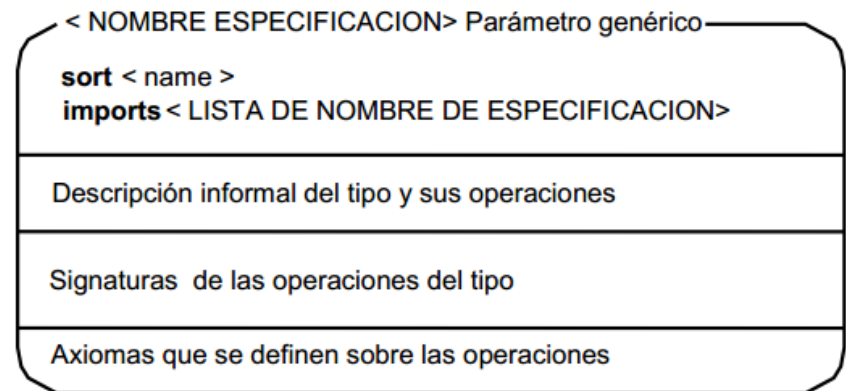 < NOMBRE ESPECIFICACION> Parámetro genérico
sort < name >
imports < LISTA DE NOMBRE DE ESPECIFICACION>
Descripción informal del tipo y sus operaciones
Signaturas de las operaciones del tipo
Axiomas que se definen sobre las operaciones